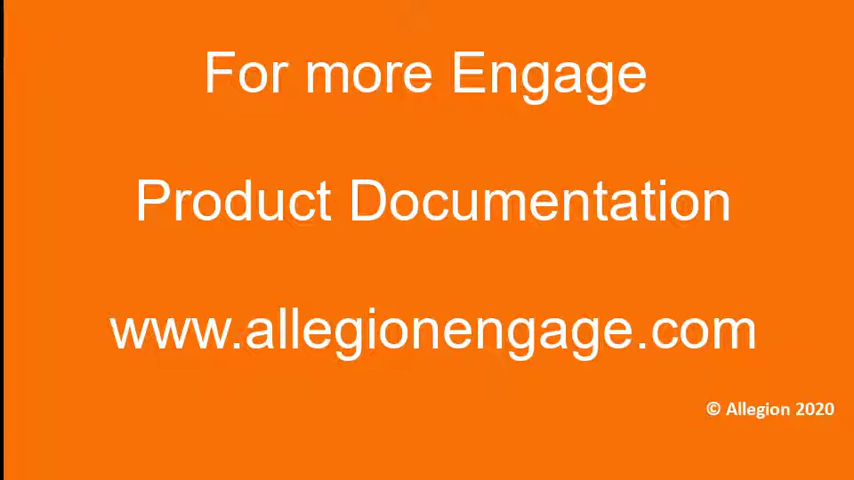 For more Engage
Product Documentation
www.allegionengage.com
© Allegion 2020